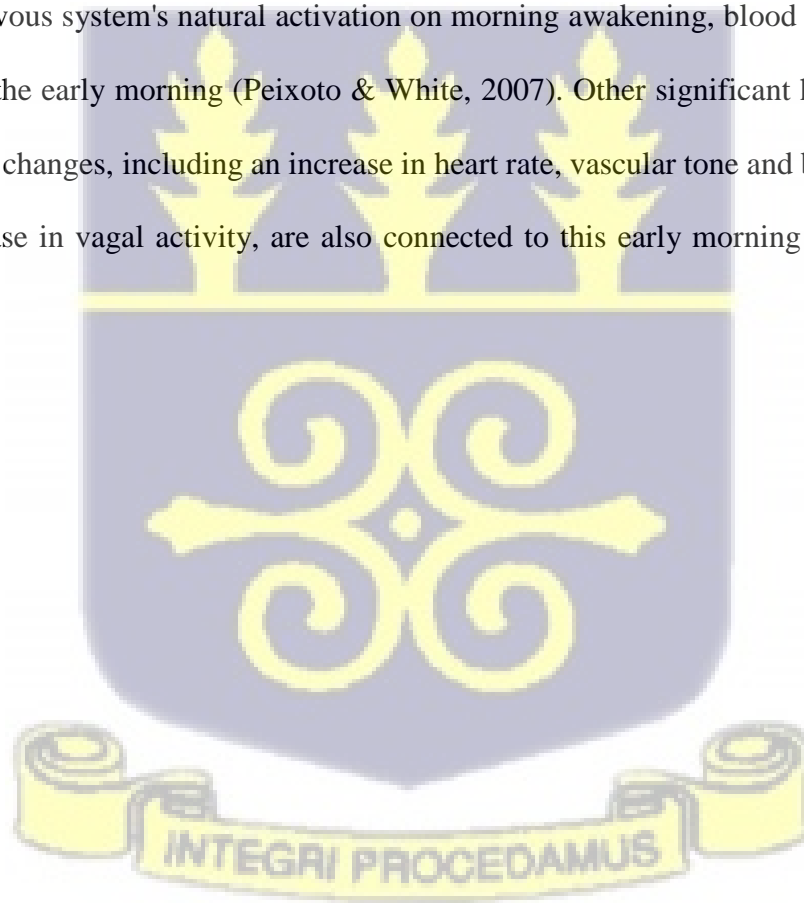 vous system's natural activation on morning awakening, blood
the early morning (Peixoto & White, 2007). Other significant
changes, including an increase in heart rate, vascular tone and
ase in vagal activity, are also connected to this early morning
INTEGRI PROCEDAMUS